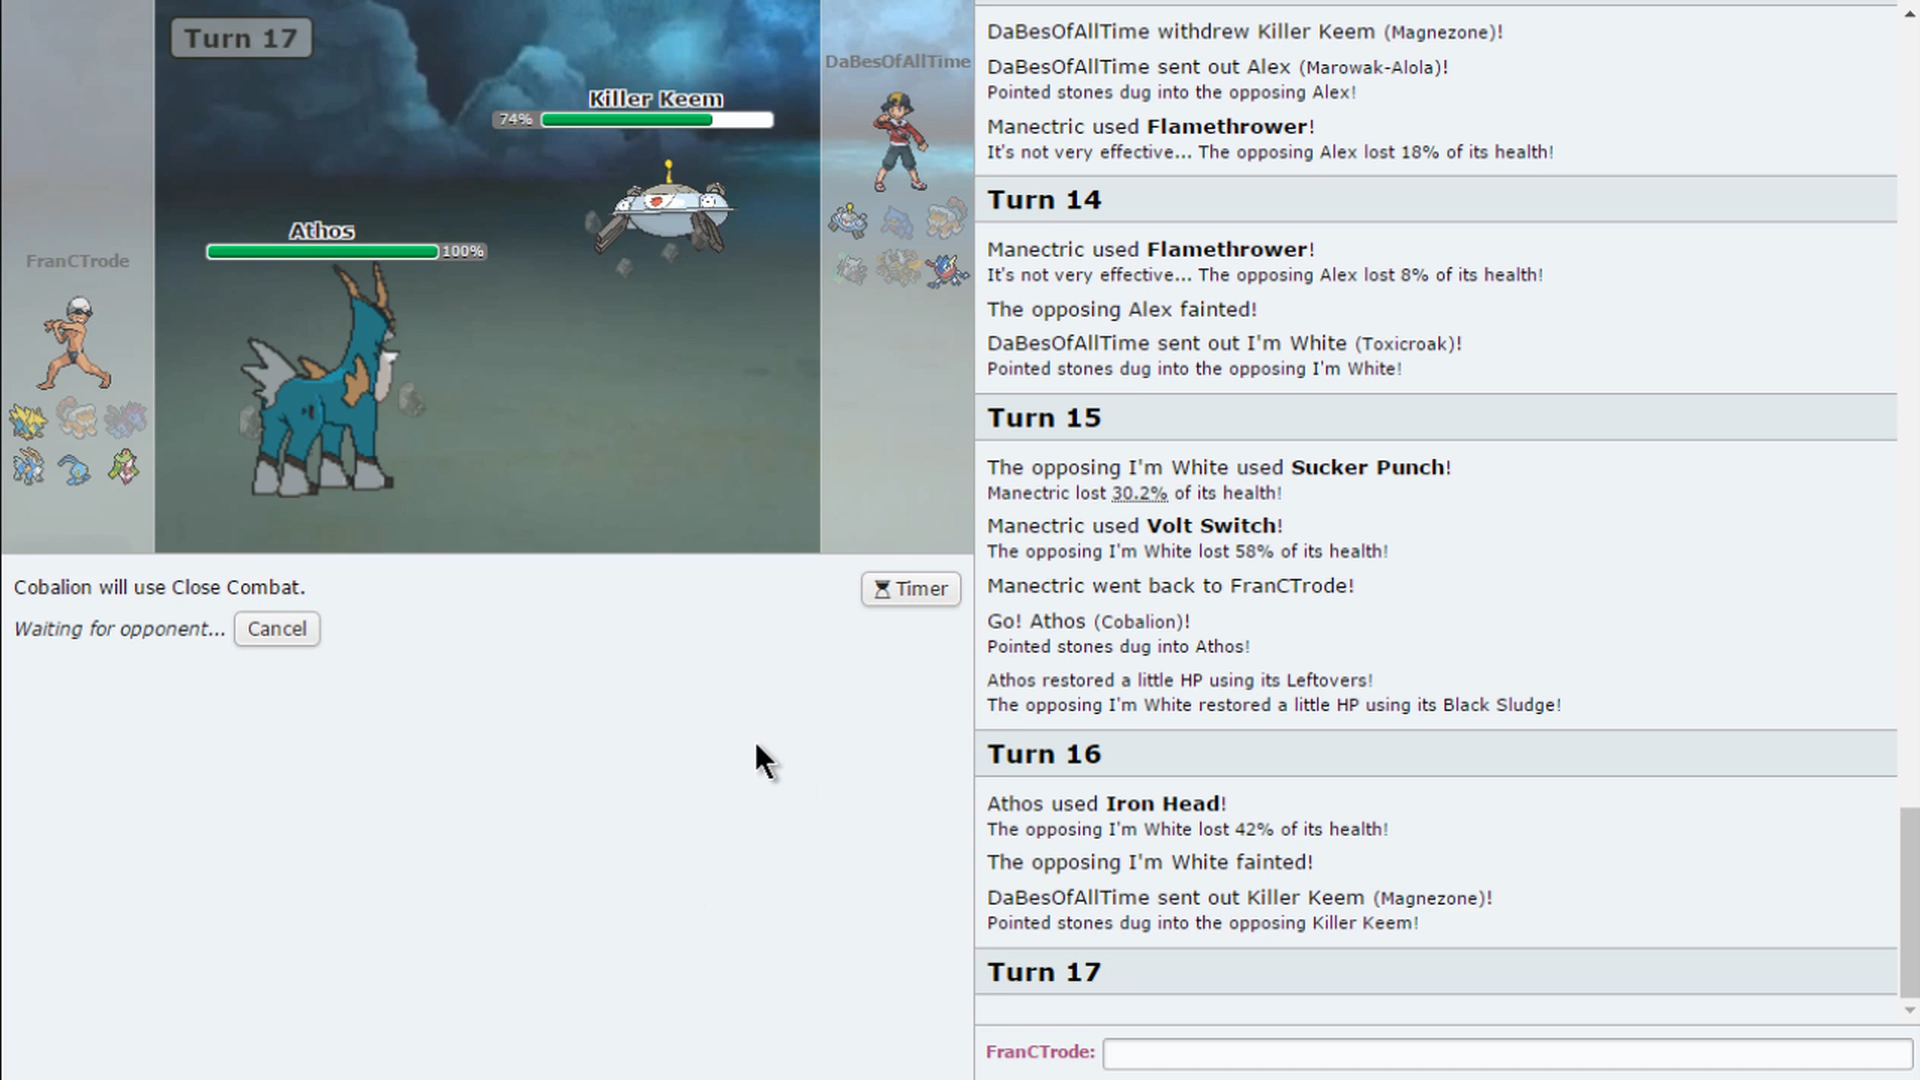 Turn 17
Killer Keem
74%
Athos
100%
FranCTrode
DaBesOfAllTime
Cobalion will use Close Combat.
Waiting for opponent... Cancel
Timer
DaBesOfAllTime withdrew Killer Keem (Magnezone)!
DaBesOfAllTime sent out Alex (Marowak-Alola)!
Pointed stones dug into the opposing Alex!
Manectric used Flamethrower!
It's not very effective... The opposing Alex lost 18% of its health!
Turn 14
Manectric used Flamethrower!
It's not very effective... The opposing Alex lost 8% of its health!
The opposing Alex fainted!
DaBesOfAllTime sent out I'm White (Toxicroak)!
Pointed stones dug into the opposing I'm White!
Turn 15
The opposing I'm White used Sucker Punch!
Manectric lost 30.2% of its health!
Manectric used Volt Switch!
The opposing I'm White lost 58% of its health!
Manectric went back to FranCTrode!
Go! Athos (Cobalion)!
Pointed stones dug into Athos!
Athos restored a little HP using its Leftovers!
The opposing I'm White restored a little HP using its Black Sludge!
Turn 16
Athos used Iron Head!
The opposing I'm White lost 42% of its health!
The opposing I'm White fainted!
DaBesOfAllTime sent out Killer Keem (Magnezone)!
Pointed stones dug into the opposing Killer Keem!
Turn 17
FranCTrode: